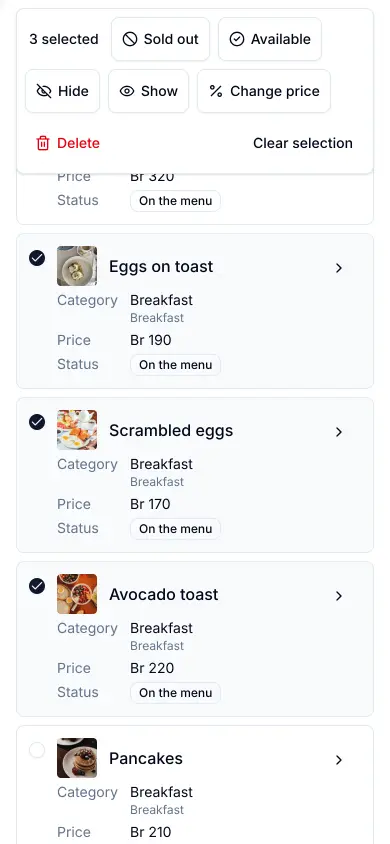 3 selected Sold out Available
Hide Show Change price
Delete Clear selection
Price Br 320
Status On the menu
Eggs on toast
Category Breakfast
Breakfast
Price Br 190
Status On the menu
Scrambled eggs
Category Breakfast
Breakfast
Price Br 170
Status On the menu
Avocado toast
Category Breakfast
Breakfast
Price Br 220
Status On the menu
Pancakes
Category Breakfast
Breakfast
Price Br 210